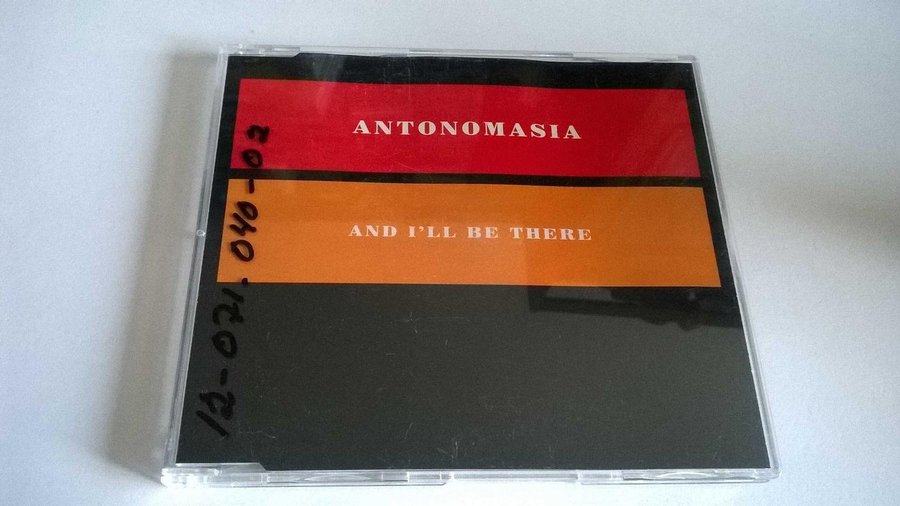 ANTONOMASIA
AND I'LL BE THERE
12-021.040-02